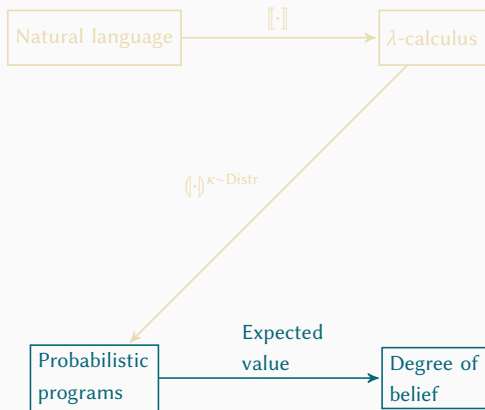 Natural language
⟦·⟧
λ-calculus
⦇·⦈^κ∼Distr
Expected
value
Probabilistic
programs
Degree of
belief